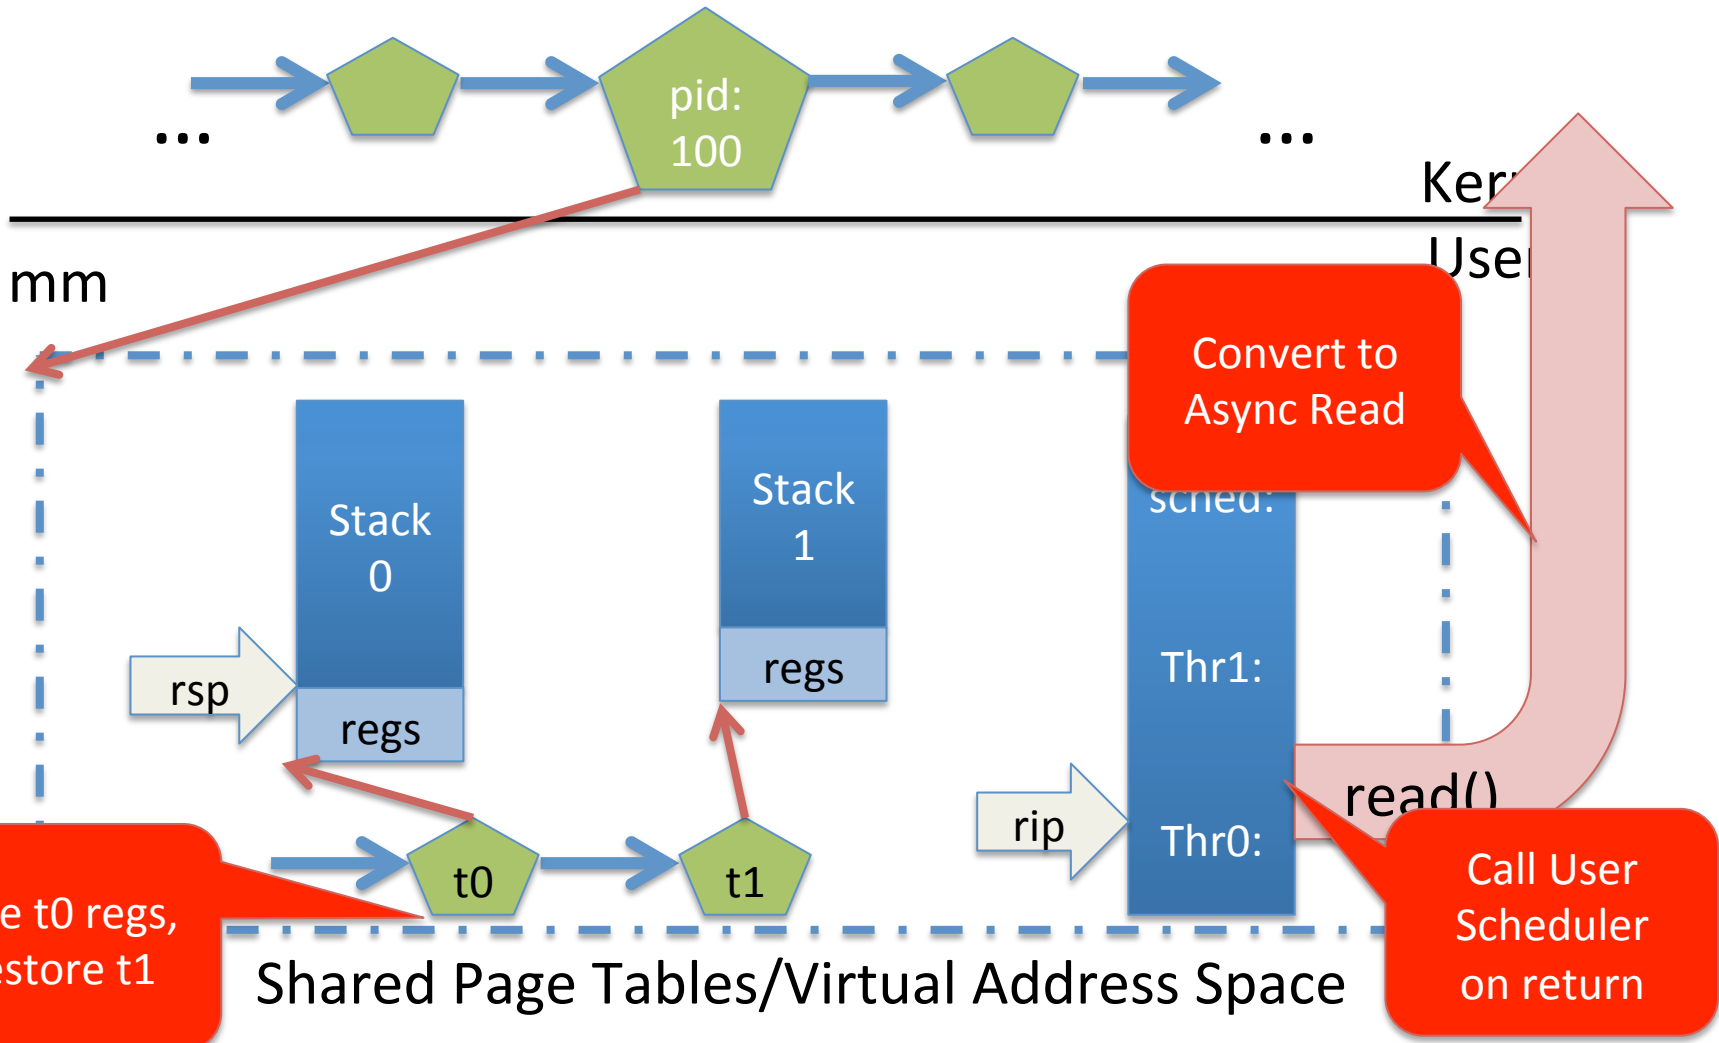 pid:
100
...
...
Ker
User
mm
Convert to
Async Read
Stack
0
Stack
1
sched:
Thr1:
regs
rsp
regs
read()
rip
Thr0:
t0
t1
Call User
Scheduler
on return
e t0 regs,
estore t1
Shared Page Tables/Virtual Address Space